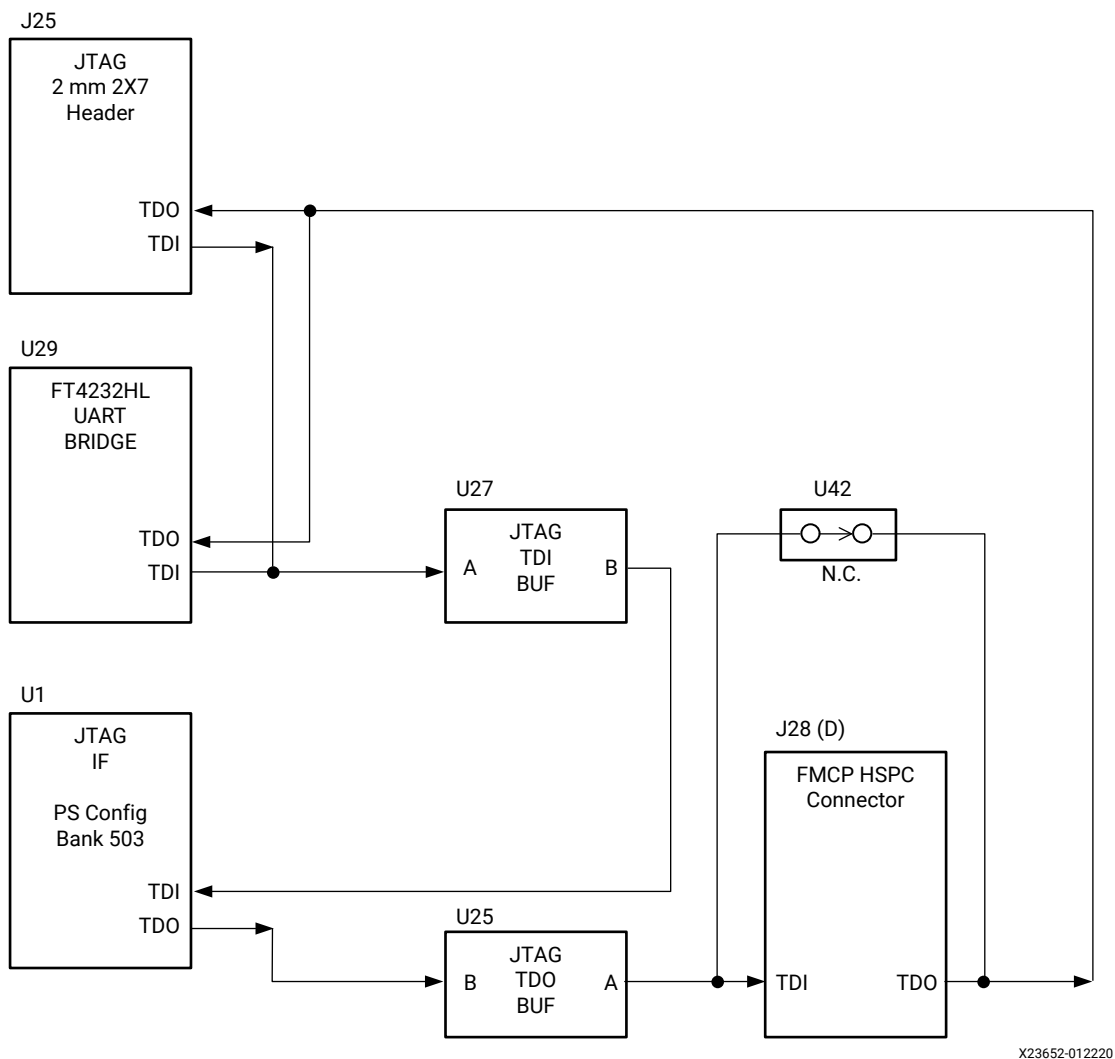 J25
JTAG
2 mm 2X7
Header
TDO
TDI
U29
FT4232HL
UART
BRIDGE
TDO
TDI
U27
JTAG
TDI
BUF
A
B
U42
N.C.
U1
JTAG
IF
PS Config
Bank 503
TDI
TDO
U25
JTAG
TDO
BUF
B
A
J28 (D)
FMCP HSPC
Connector
TDI
TDO
X23652-012220